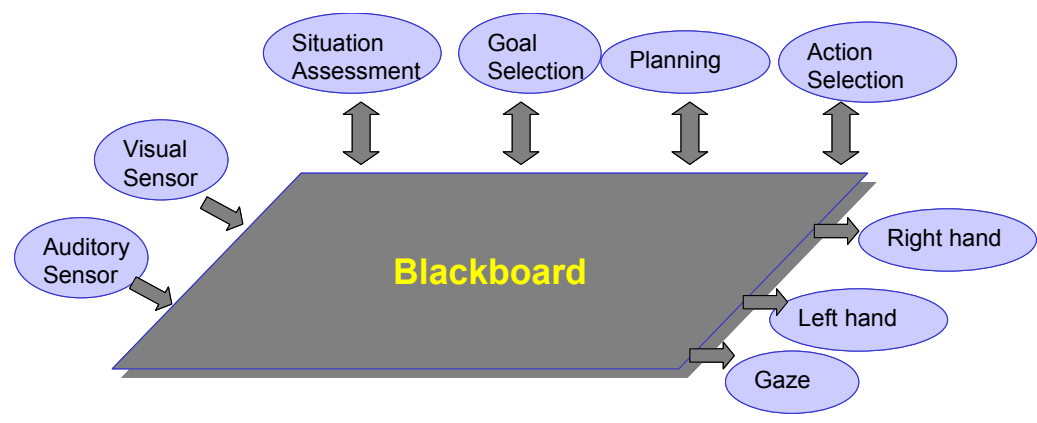 Situation
Assessment
Goal
Selection
Planning
Action
Selection
Visual
Sensor
Auditory
Sensor
Blackboard
Right hand
Left hand
Gaze